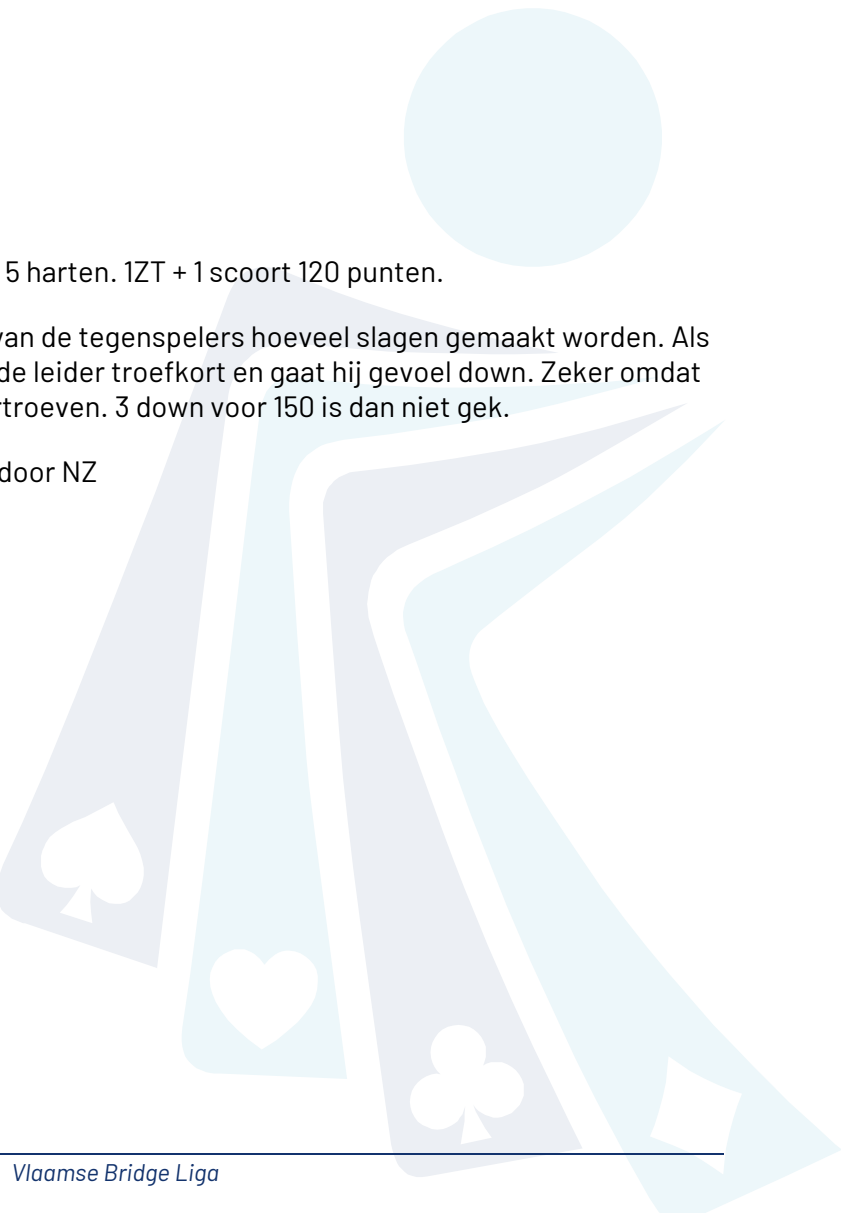 5 harten. 1ZT + 1 scoort 120 punten.
van de tegenspelers hoeveel slagen gemaakt worden. Als
de leider troefkort en gaat hij gevoel down. Zeker omdat
rtroeven. 3 down voor 150 is dan niet gek.
door NZ
Vlaamse Bridge Liga